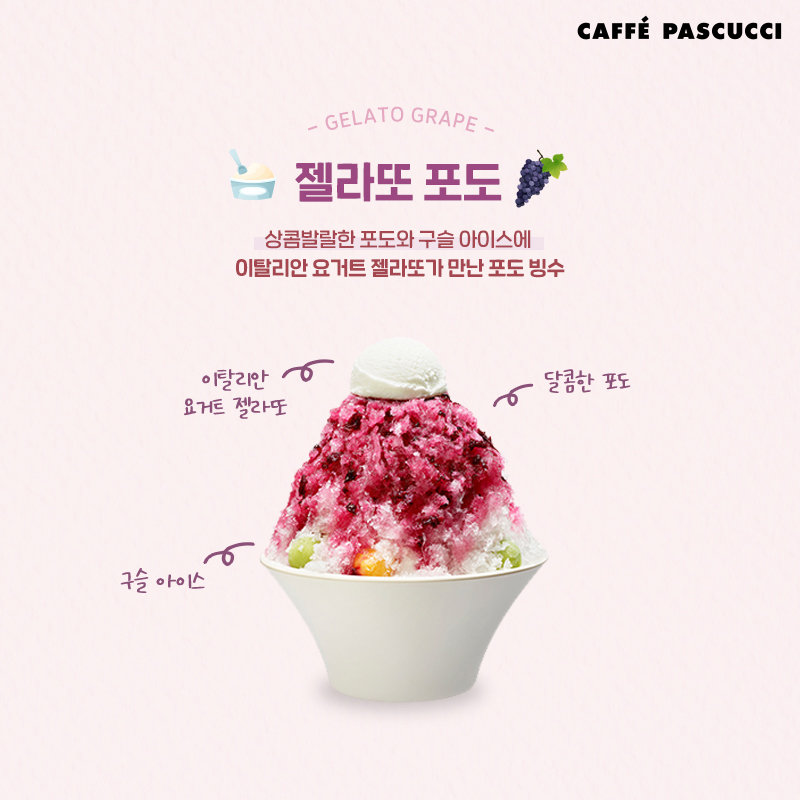 CAFFÉ PASCUCCI
- GELATO GRAPE -
젤라또 포도
상콤발랄한 포도와 구슬 아이스에
이탈리안 요거트 젤라또가 만난 포도 빙수
이탈리안
요거트 젤라또
달콤한 포도
구슬 아이스